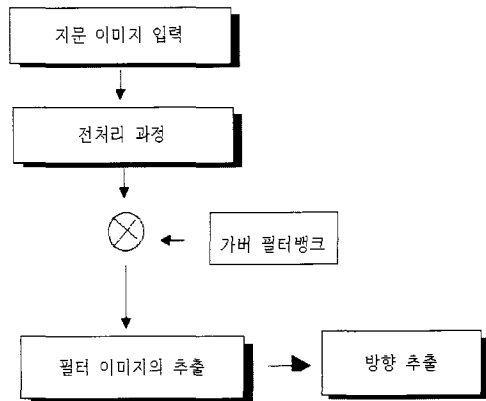 지문 이미지 입력
전처리 과정
가버 필터뱅크
필터 이미지의 추출
방향 추출